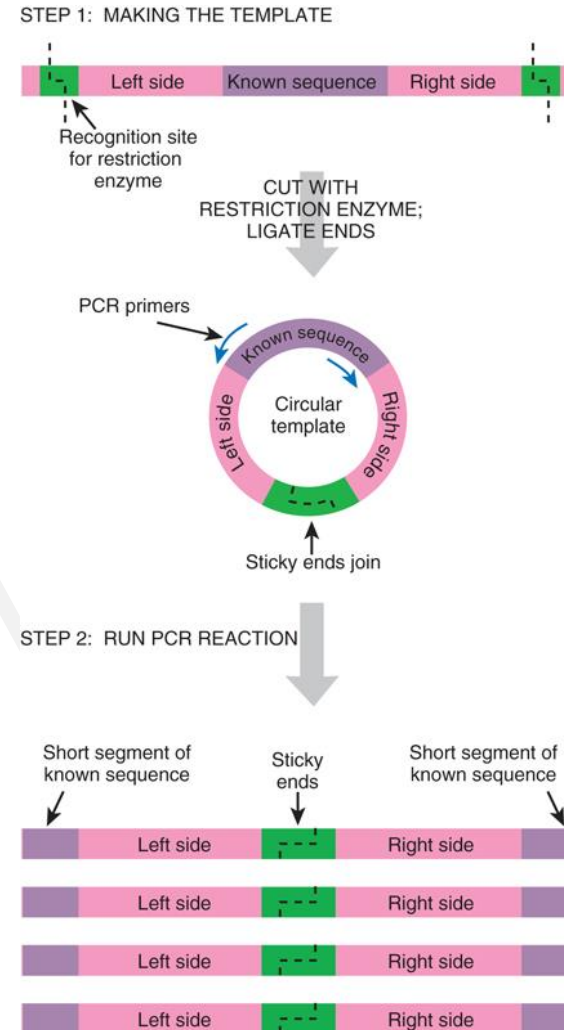 STEP 1: MAKING THE TEMPLATE
Left side Known sequence Right side
Recognition site
for restriction
enzyme
CUT WITH
RESTRICTION ENZYME;
LIGATE ENDS
PCR primers
Known sequence
Left side
Circular
template
Right side
Sticky ends join
STEP 2: RUN PCR REACTION
Short segment of
known sequence
Sticky
ends
Short segment of
known sequence
Left side Right side
Left side Right side
Left side Right side
Left side Right side